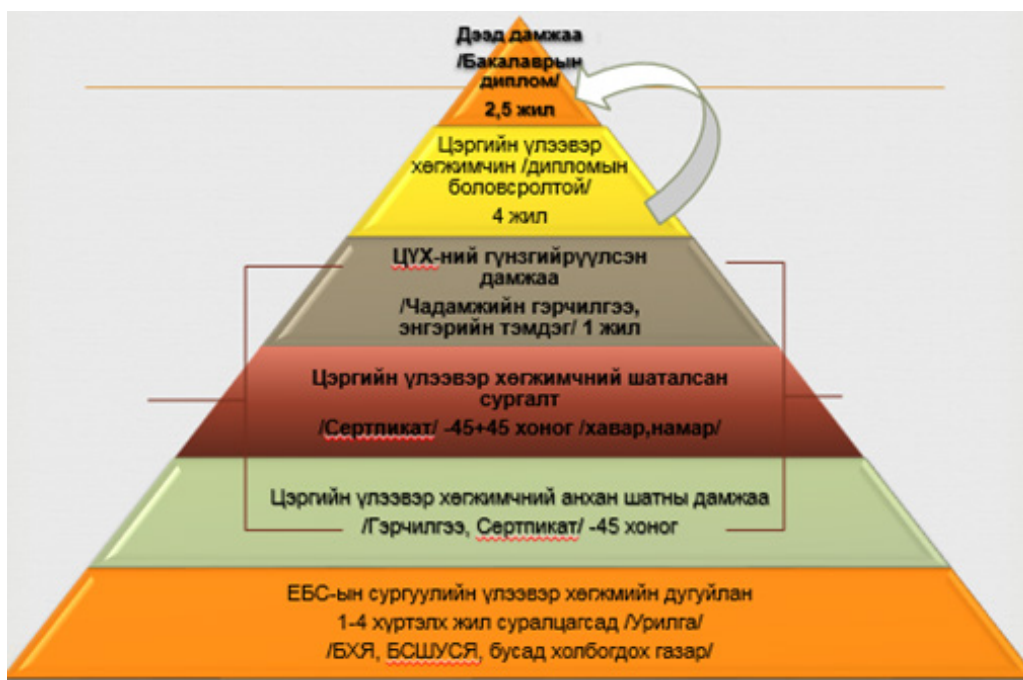 Дээд дамжаа
/Бакалаврын
диплом/
2,5 жил
Цэргийн үлээвэр
хөгжимчин /дипломын
боловсролтой/
4 жил
ЦҮХ-ний гүнзгийрүүлсэн
дамжаа
/Чадамжийн гэрчилгээ,
энгэрийн тэмдэг/ 1 жил
Цэргийн үлээвэр хөгжимчний шаталсан
сургалт
/Сертпикат/ -45+45 хоног /хавар,намар/
Цэргийн үлээвэр хөгжимчний анхан шатны дамжаа
/Гэрчилгээ, Сертпикат/ -45 хоног
ЕБС-ын сургуулийн үлээвэр хөгжмийн дугуйлан
1-4 хүртэлх жил суралцагсад /Урилга/
/БХЯ, БСШУСЯ, бусад холбогдох газар/